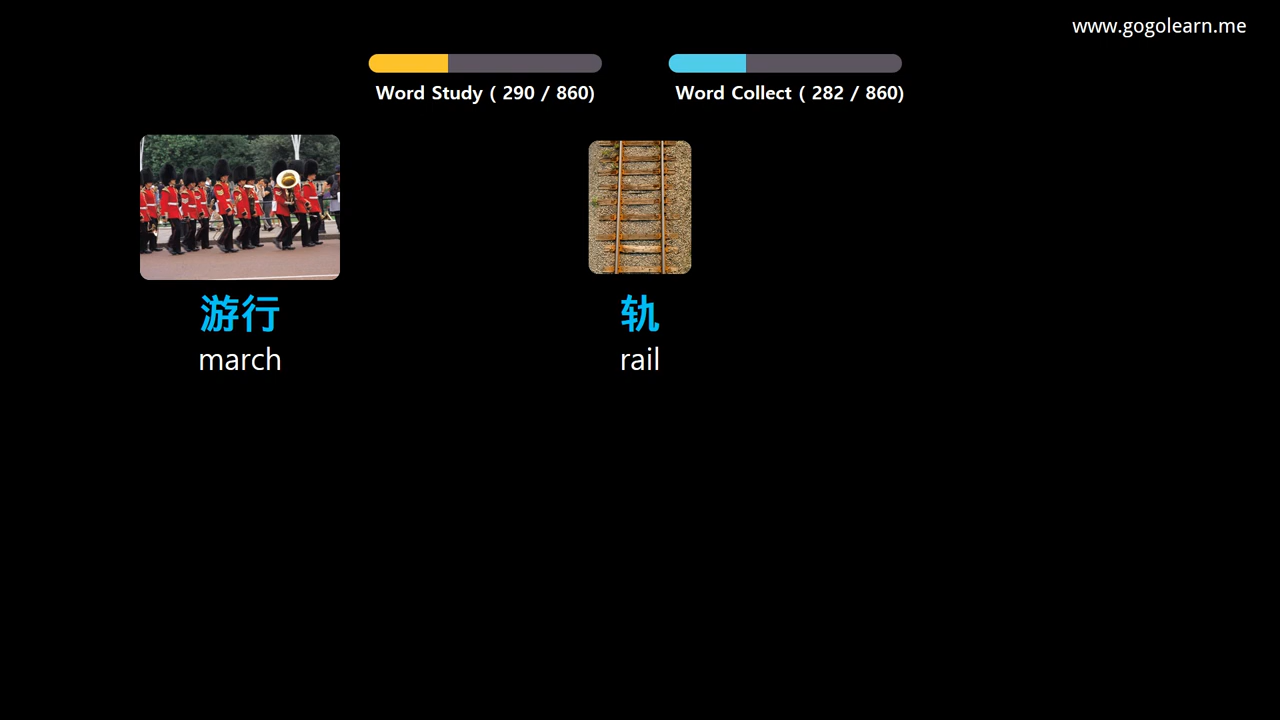 www.gogolearn.me
Word Study ( 290 / 860)
Word Collect ( 282 / 860)
游行
march
轨
rail